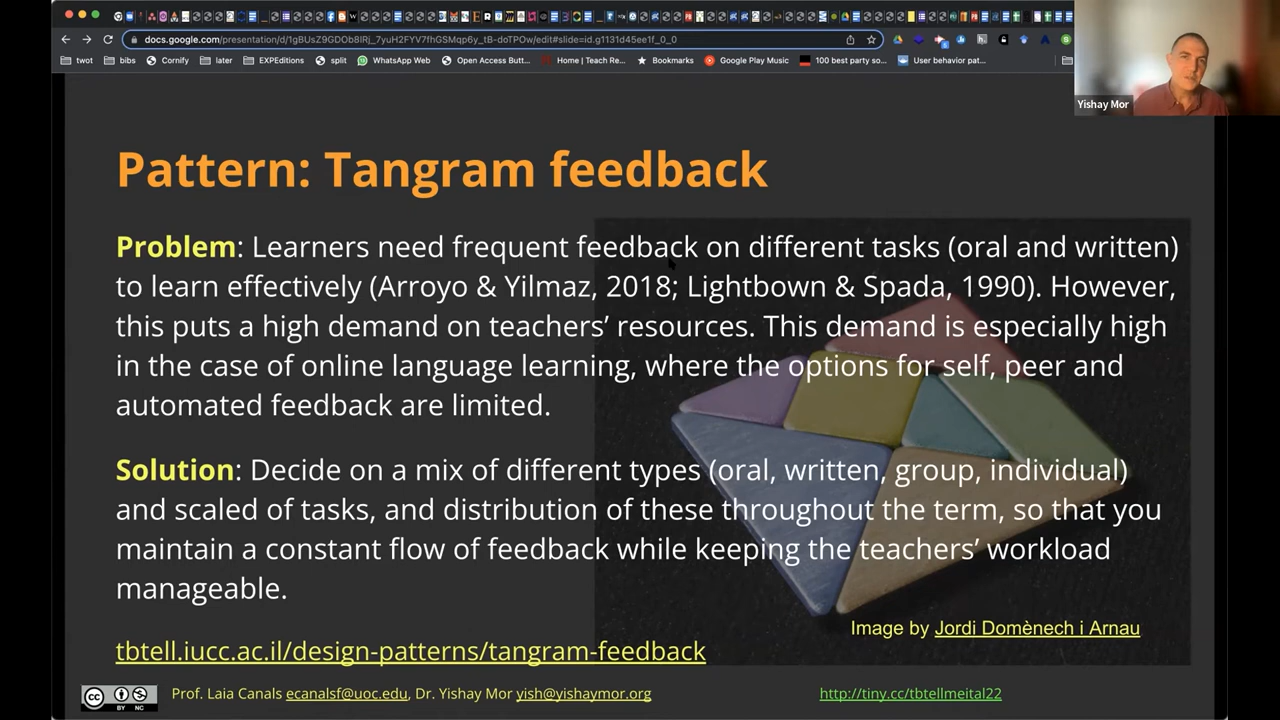 docs.google.com/presentation/d/1gBUsZ9GDOb8IRj_7yuH2FYV7fhGSMqp6y_tB-doTPOw/edit#slide=id.g1131d45ee1f_0_0
twot bibs Cornify later EXPEditions split WhatsApp Web Open Access Butt... Home | Teach Re... Bookmarks Google Play Music 100 best party so... User behavior pat...
Yishay Mor
Pattern: Tangram feedback
Problem: Learners need frequent feedback on different tasks (oral and written)
to learn effectively (Arroyo & Yilmaz, 2018; Lightbown & Spada, 1990). However,
this puts a high demand on teachers’ resources. This demand is especially high
in the case of online language learning, where the options for self, peer and
automated feedback are limited.
Solution: Decide on a mix of different types (oral, written, group, individual)
and scaled of tasks, and distribution of these throughout the term, so that you
maintain a constant flow of feedback while keeping the teachers’ workload
manageable.
Image by Jordi Domènech i Arnau
tbtell.iucc.ac.il/design-patterns/tangram-feedback
cc BY NC Prof. Laia Canals ecanalsf@uoc.edu, Dr. Yishay Mor yish@yishaymor.org http://tiny.cc/tbtellmeital22